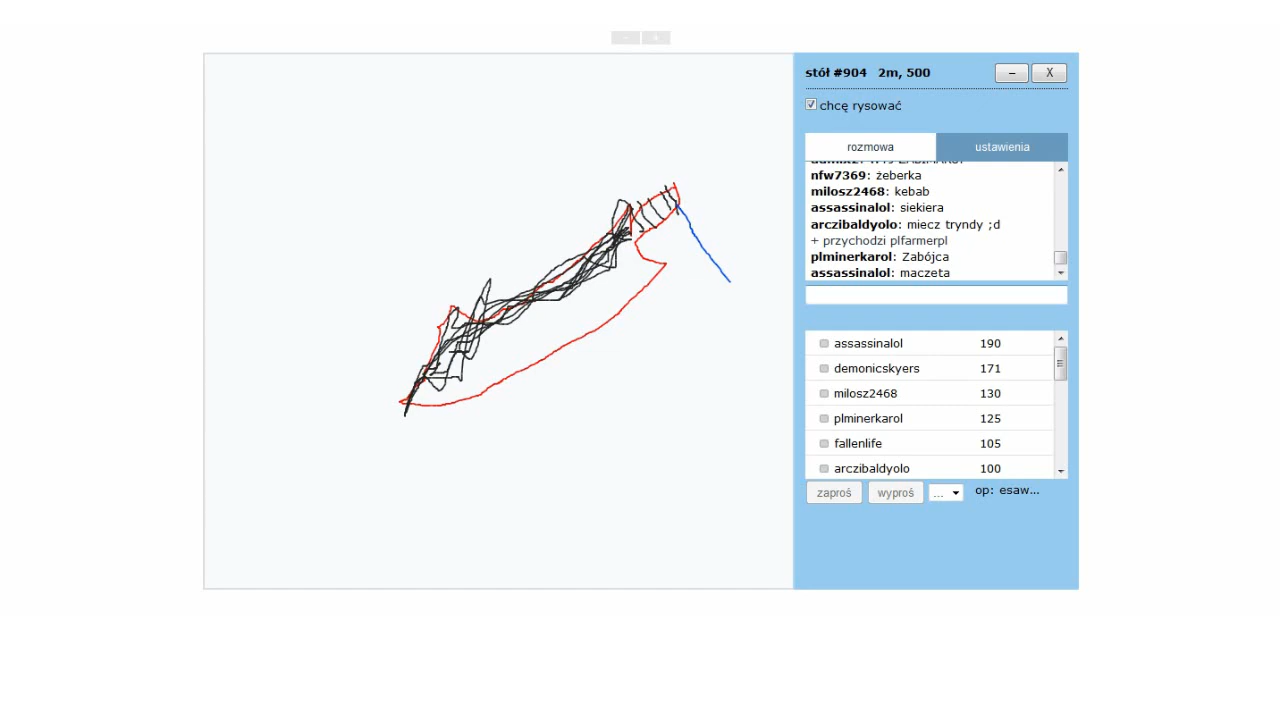 stół #904 2m, 500
–
X
chcę rysować
rozmowa
ustawienia
nfw7369: żeberka
milosz2468: kebab
assassinalol: siekiera
arczibaldyolo: miecz tryndy ;d
+ przychodzi plfarmerpl
plminerkarol: Zabójca
assassinalol: maczeta
assassinalol 190
demonicskyers 171
milosz2468 130
plminerkarol 125
fallenlife 105
arczibaldyolo 100
zaproś
wyproś
...
op: esaw...